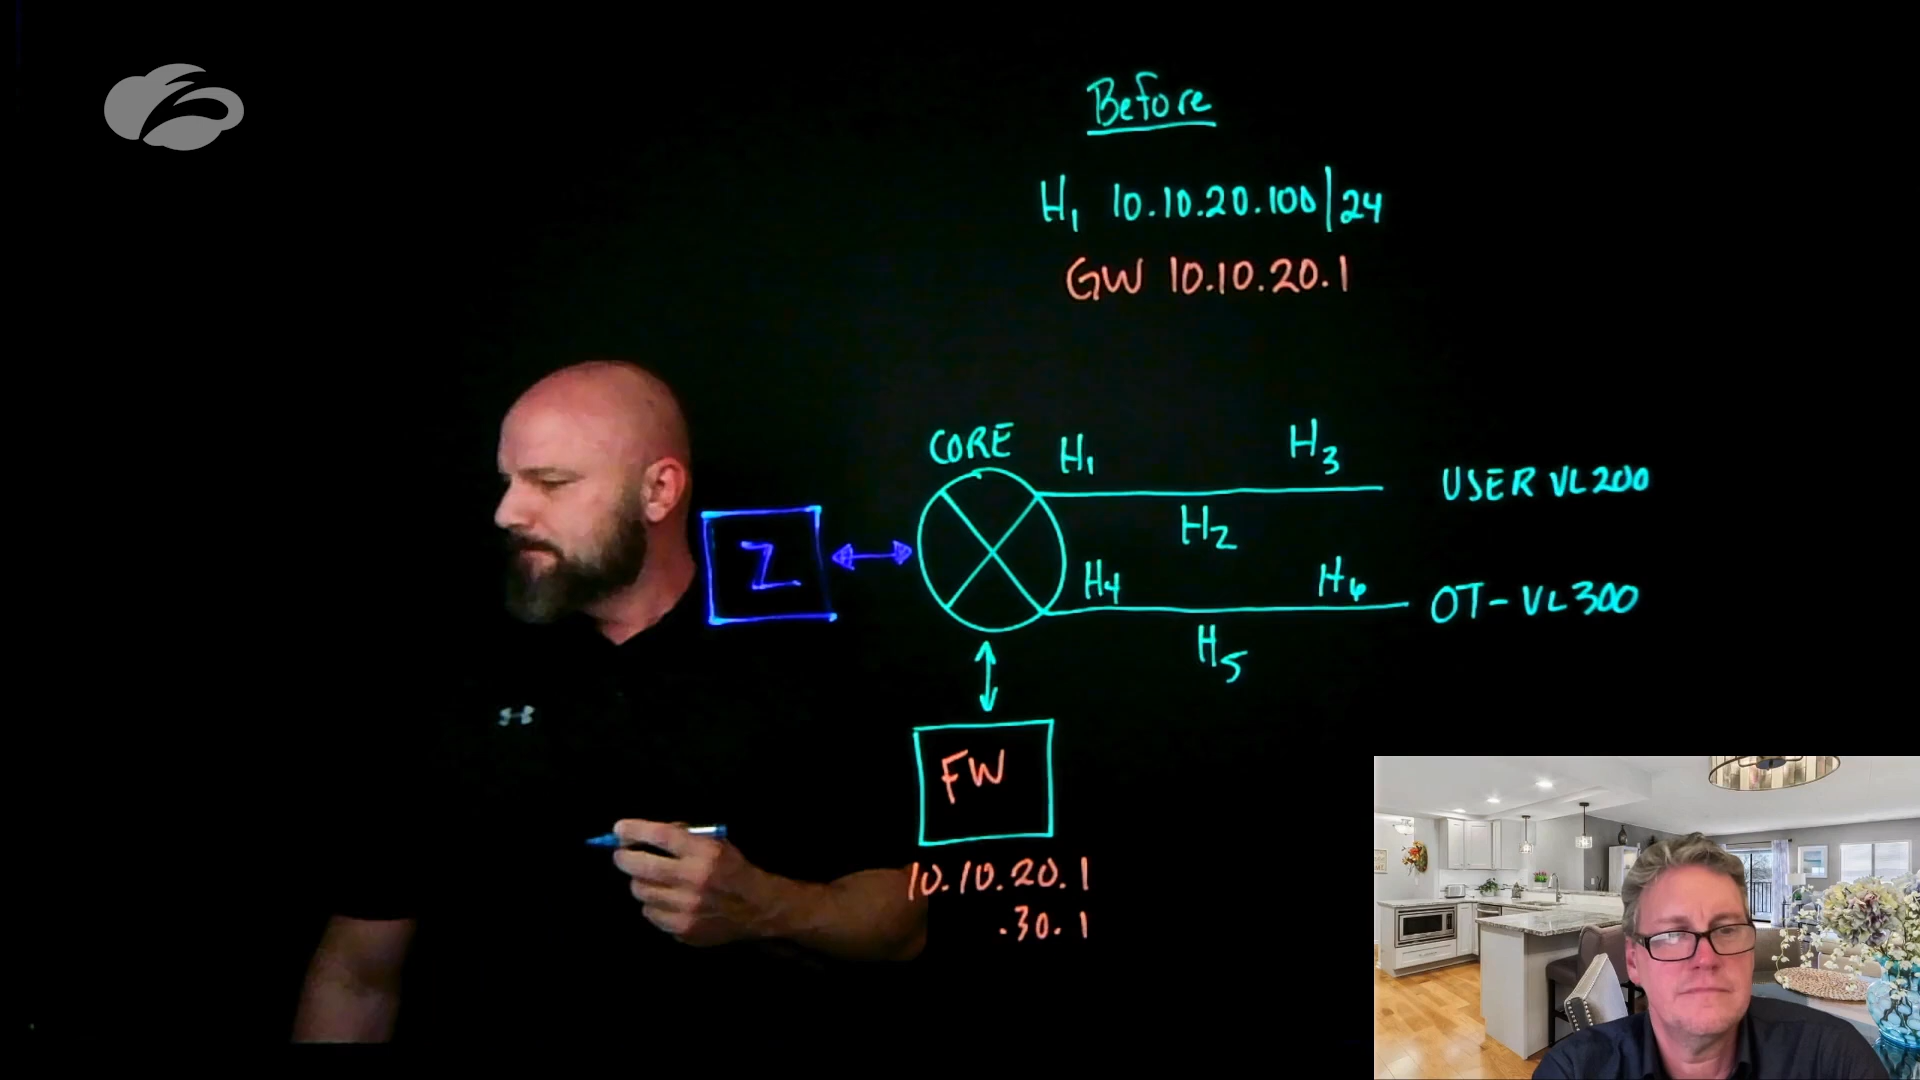 Before
H1 10.10.20.100/24
GW 10.10.20.1
CORE
H1
H3
USER VL200
H2
Z
H4
H6
OT-VL300
H5
FW
10.10.20.1
.30.1